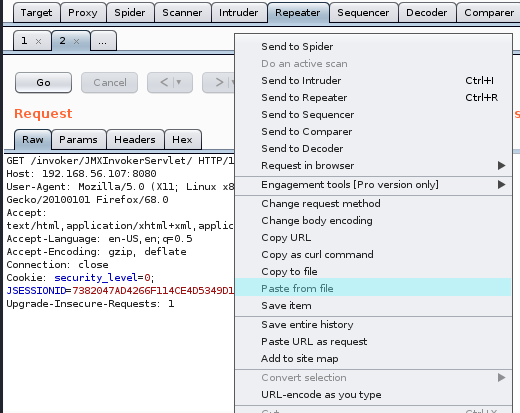 Target Proxy Spider Scanner Intruder Repeater Sequencer Decoder Comparer
1 × 2 × ...
Go Cancel < >
Request
Raw Params Headers Hex
GET /invoker/JMXInvokerServlet/ HTTP/1
Host: 192.168.56.107:8080
User-Agent: Mozilla/5.0 (X11; Linux x8
Gecko/20100101 Firefox/68.0
Accept:
text/html,application/xhtml+xml,applic
Accept-Language: en-US,en;q=0.5
Accept-Encoding: gzip, deflate
Connection: close
Cookie: security_level=0;
JSESSIONID=7382047AD4266F114CE4D5349D1
Upgrade-Insecure-Requests: 1
Send to Spider
Do an active scan
Send to Intruder Ctrl+I
Send to Repeater Ctrl+R
Send to Sequencer
Send to Comparer
Send to Decoder
Request in browser
Engagement tools [Pro version only]
Change request method
Change body encoding
Copy URL
Copy as curl command
Copy to file
Paste from file
Save item
Save entire history
Paste URL as request
Add to site map
Convert selection
URL-encode as you type